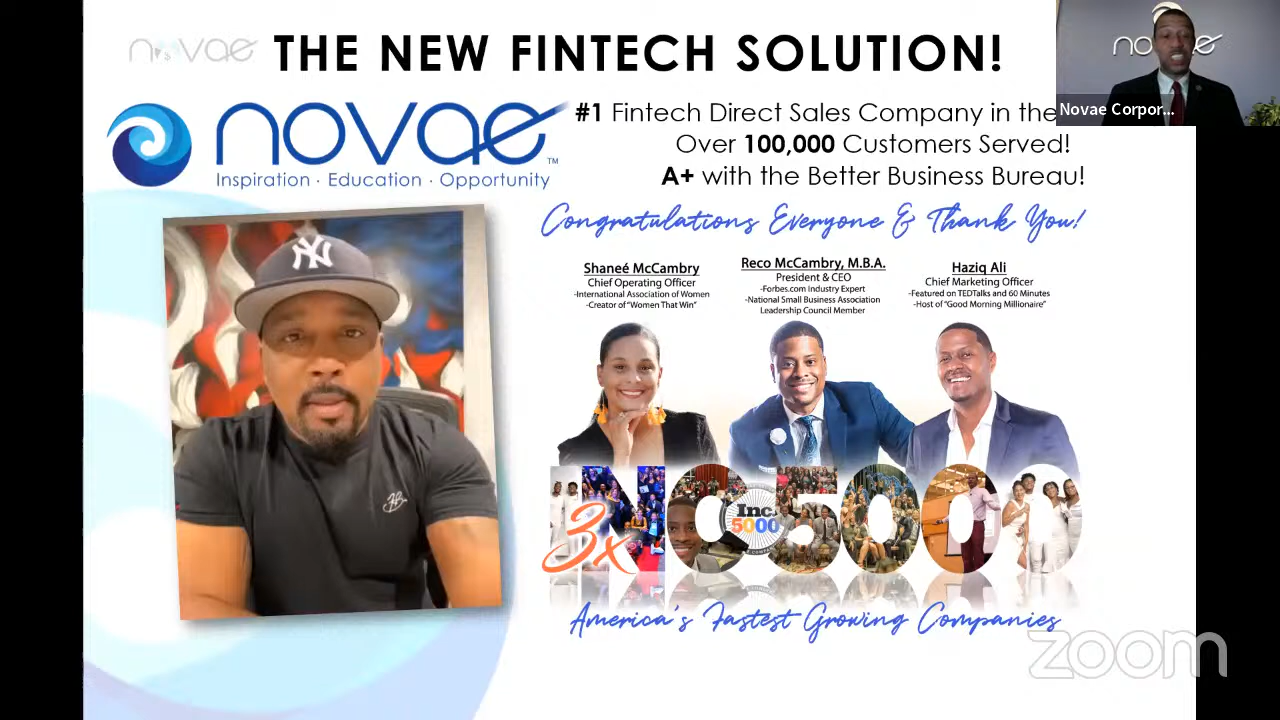 novae THE NEW FINTECH SOLUTION!
novae
Novae Corpor...
novae™
Inspiration · Education · Opportunity
#1 Fintech Direct Sales Company in the
Over 100,000 Customers Served!
A+ with the Better Business Bureau!
Congratulations Everyone & Thank You!
Shaneé McCambry
Chief Operating Officer
-International Association of Women
-Creator of "Women That Win"
Reco McCambry, M.B.A.
President & CEO
-Forbes.com Industry Expert
-National Small Business Association
Leadership Council Member
Haziq Ali
Chief Marketing Officer
-Featured on TEDTalks and 60 Minutes
-Host of "Good Morning Millionaire"
NY
3x
INC5000
Inc.
5000
America's Fastest Growing Companies
zoom